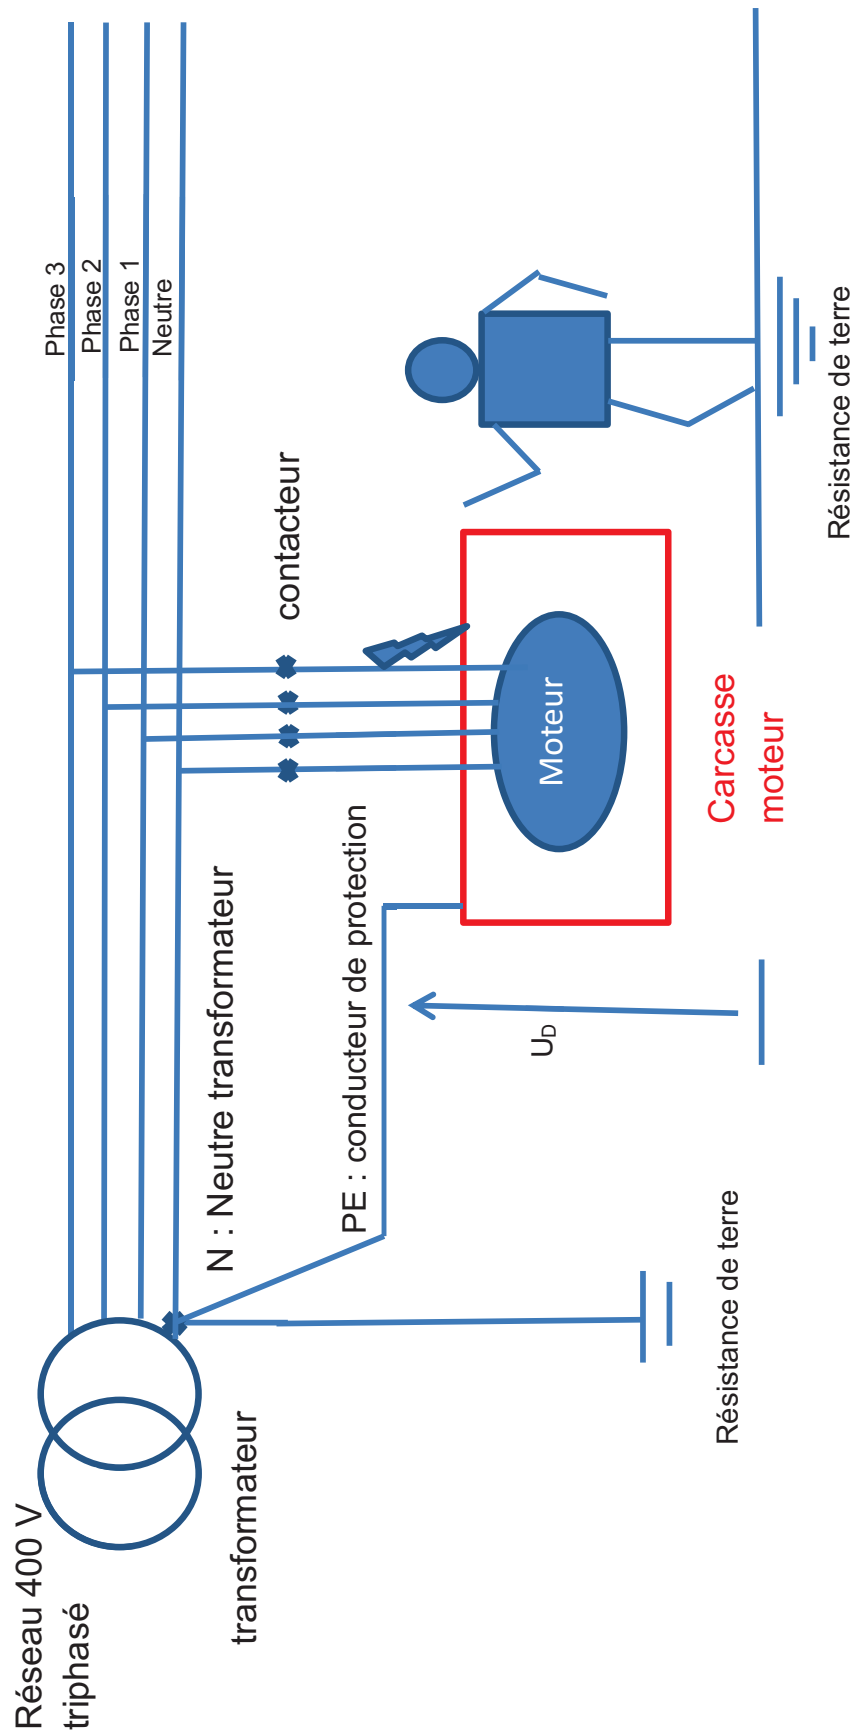 Réseau 400 V
triphasé
transformateur
N : Neutre transformateur
PE : conducteur de protection
Phase 3
Phase 2
Phase 1
Neutre
contacteur
Moteur
Carcasse
moteur
UD
Résistance de terre
Résistance de terre